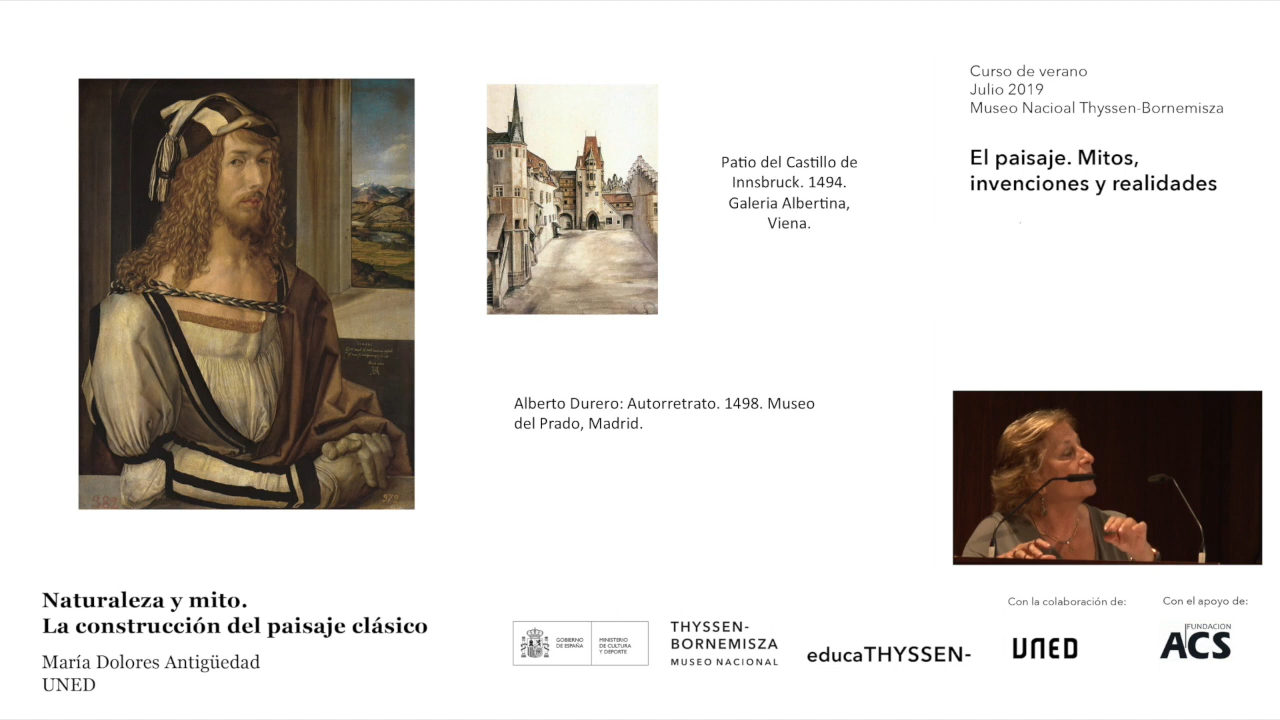 Curso de verano
Julio 2019
Museo Nacioal Thyssen-Bornemisza
El paisaje. Mitos,
invenciones y realidades
Patio del Castillo de
Innsbruck. 1494.
Galeria Albertina,
Viena.
Alberto Durero: Autorretrato. 1498. Museo
del Prado, Madrid.
Naturaleza y mito.
La construcción del paisaje clásico
María Dolores Antigüedad
UNED
GOBIERNO
DE ESPAÑA
MINISTERIO
DE CULTURA
Y DEPORTE
THYSSEN-
BORNEMISZA
MUSEO NACIONAL
educaTHYSSEN-
Con la colaboración de:
UNED
Con el apoyo de:
FUNDACIÓN
ACS